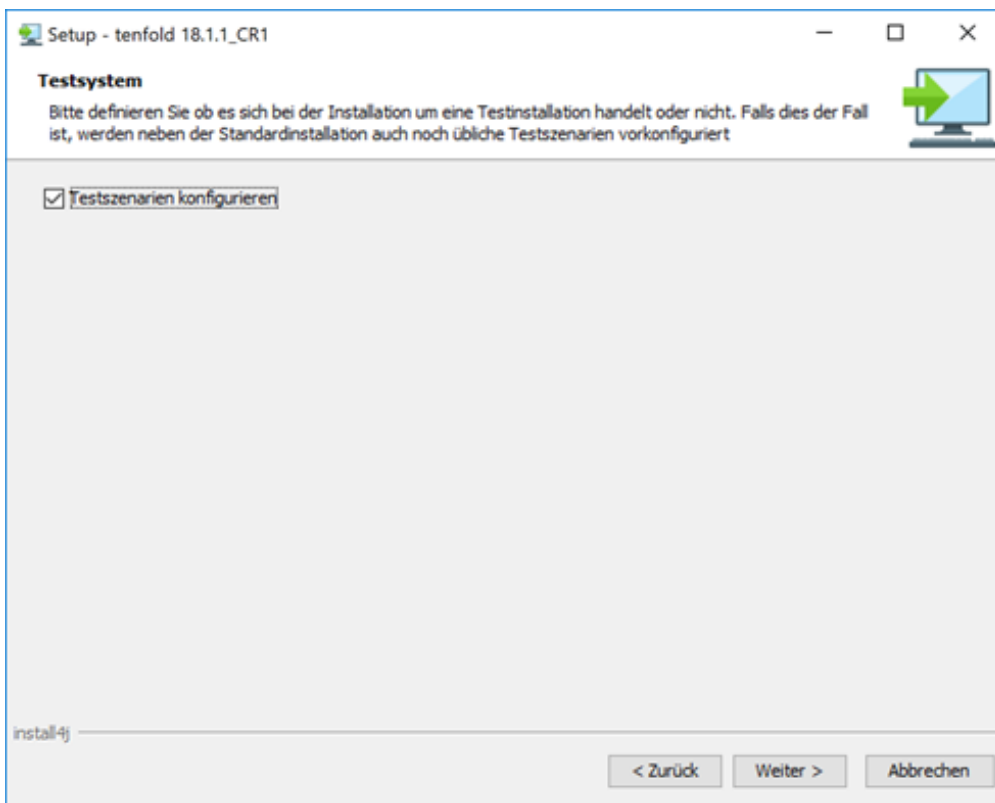 Setup - tenfold 18.1.1_CR1
Testsystem
Bitte definieren Sie ob es sich bei der Installation um eine Testinstallation handelt oder nicht. Falls dies der Fall
ist, werden neben der Standardinstallation auch noch übliche Testszenarien vorkonfiguriert
Testszenarien konfigurieren
install4j
< Zurück
Weiter >
Abbrechen